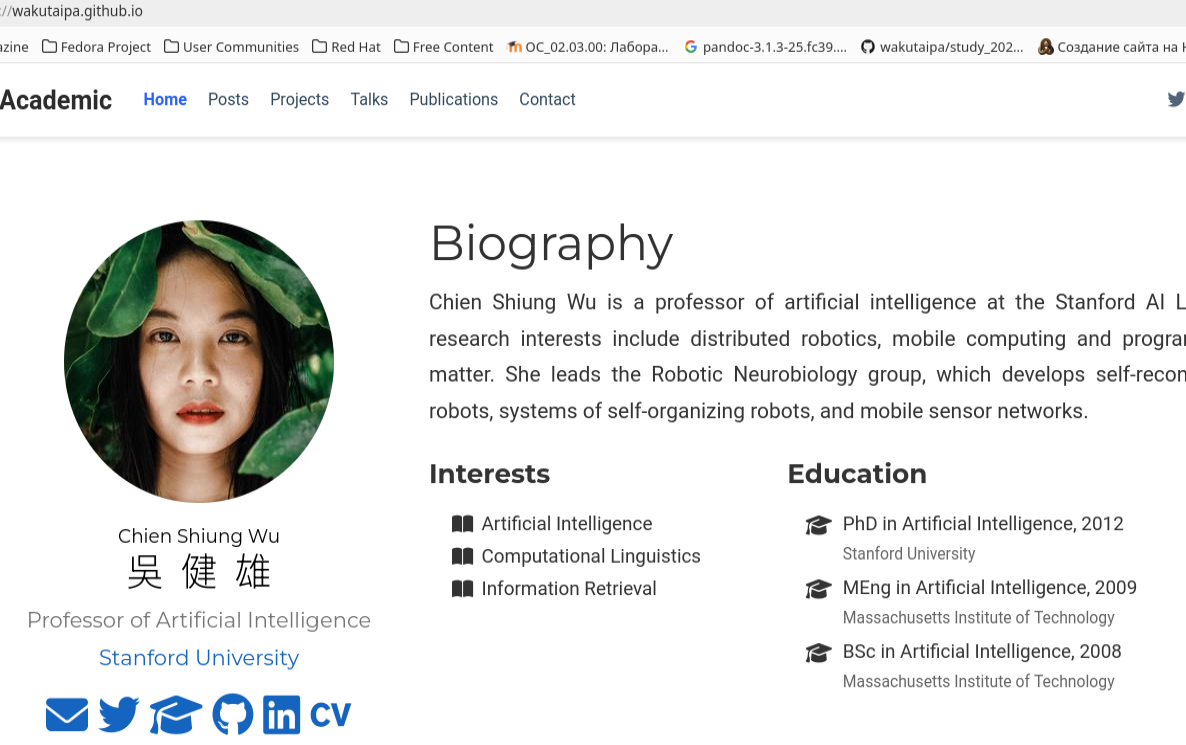 ://wakutaipa.github.io
azine Fedora Project User Communities Red Hat Free Content ОС_02.03.00: Лабора... pandoc-3.1.3-25.fc39.... wakutaipa/study_202... Создание сайта на
Academic Home Posts Projects Talks Publications Contact
Biography
Chien Shiung Wu is a professor of artificial intelligence at the Stanford AI L
research interests include distributed robotics, mobile computing and progra
matter. She leads the Robotic Neurobiology group, which develops self-recon
robots, systems of self-organizing robots, and mobile sensor networks.
Interests
Artificial Intelligence
Computational Linguistics
Information Retrieval
Education
PhD in Artificial Intelligence, 2012
Stanford University
MEng in Artificial Intelligence, 2009
Massachusetts Institute of Technology
BSc in Artificial Intelligence, 2008
Massachusetts Institute of Technology
Chien Shiung Wu
吳 健 雄
Professor of Artificial Intelligence
Stanford University
in CV